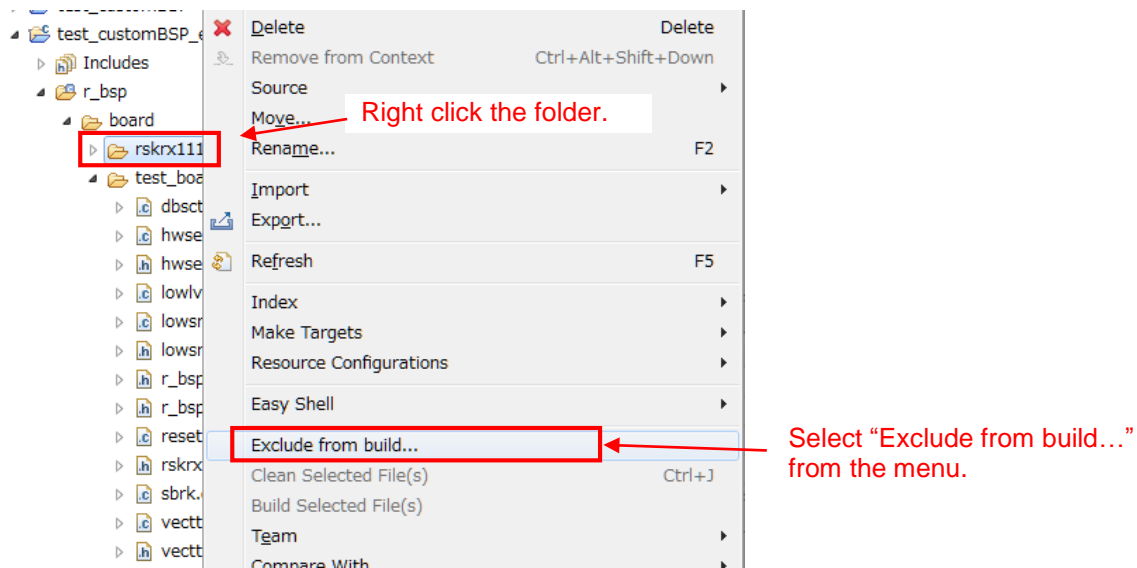 test_customBSP_e
Includes
r_bsp
board
rskrx111
test_boa
dbsct
hwse
hwse
lowlv
lowsr
lowsr
r_bsp
r_bsp
reset
rskrx
sbrk.
vectt
vectt
Delete Delete
Remove from Context Ctrl+Alt+Shift+Down
Source
Move...
Rename... F2
Import
Export...
Refresh F5
Index
Make Targets
Resource Configurations
Easy Shell
Exclude from build...
Clean Selected File(s) Ctrl+J
Build Selected File(s)
Team
Compare With
Right click the folder.
Select “Exclude from build…”
from the menu.